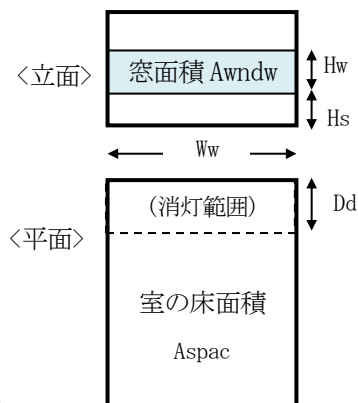 <立面>
窓面積 Awndw
Hw
Hs
Ww
<平面>
(消灯範囲)
Dd
室の床面積
Aspac